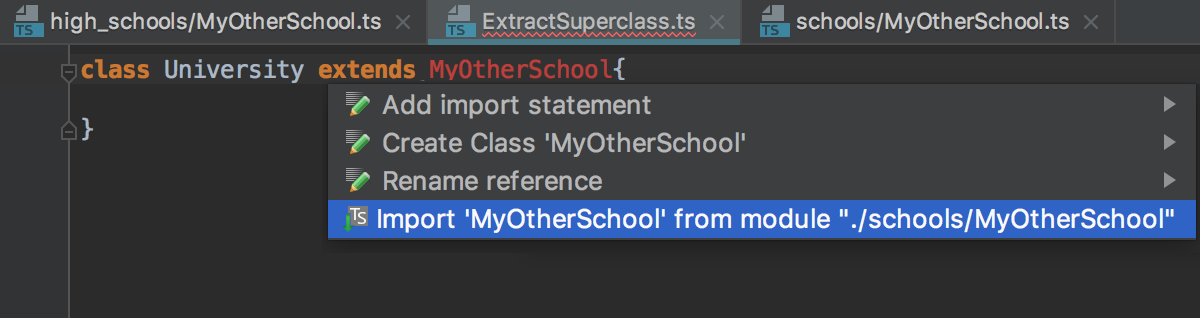 TS high_schools/MyOtherSchool.ts TS ExtractSuperclass.ts TS schools/MyOtherSchool.ts
class University extends MyOtherSchool{
Add import statement
}
Create Class 'MyOtherSchool'
Rename reference
TS Import 'MyOtherSchool' from module "./schools/MyOtherSchool"